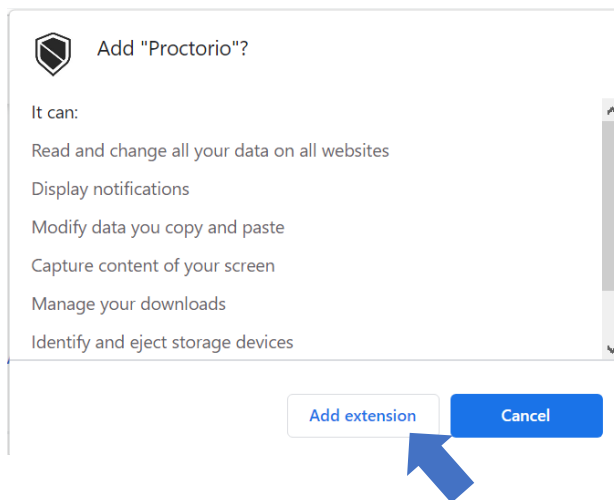 Add "Proctorio"?
It can:
Read and change all your data on all websites
Display notifications
Modify data you copy and paste
Capture content of your screen
Manage your downloads
Identify and eject storage devices
Add extension
Cancel